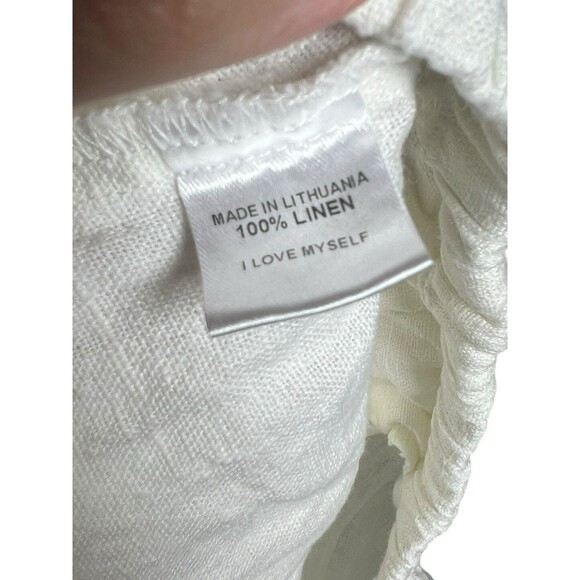 MADE IN LITHUANIA
100% LINEN
I LOVE MYSELF